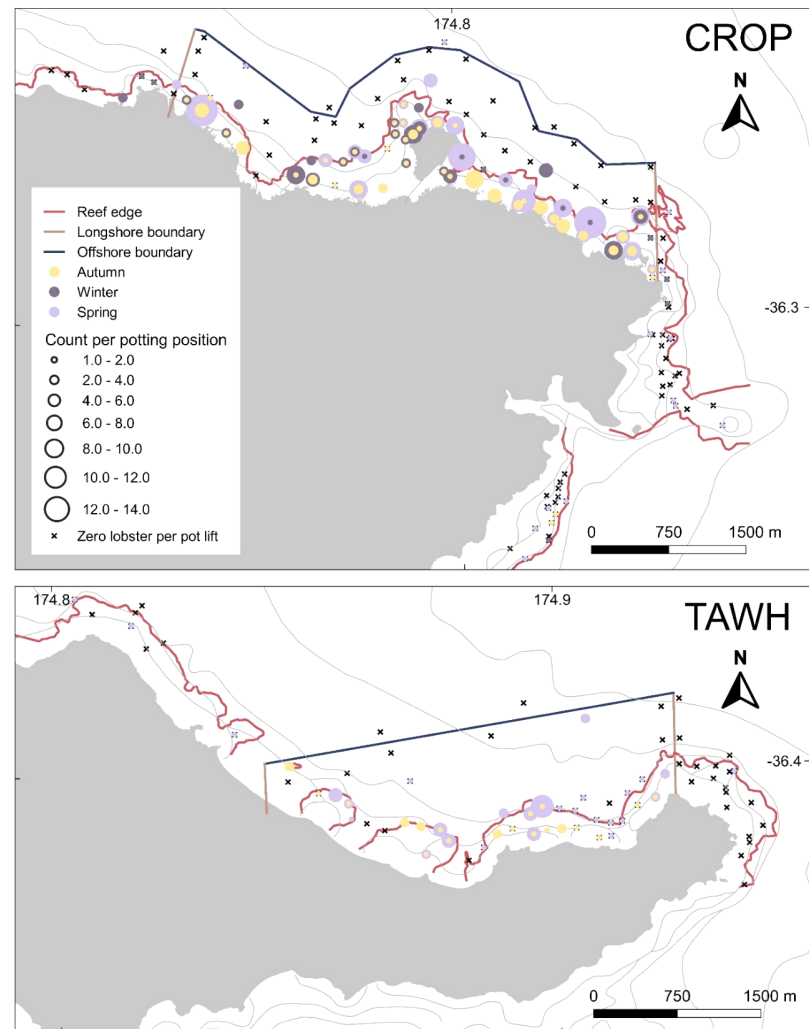 174.8
CROP
N
Reef edge
Longshore boundary
Offshore boundary
Autumn
Winter
Spring
Count per potting position
1.0 - 2.0
2.0 - 4.0
4.0 - 6.0
6.0 - 8.0
8.0 - 10.0
10.0 - 12.0
12.0 - 14.0
Zero lobster per pot lift
-36.3
0 750 1500 m
174.8 174.9
TAWH
N
-36.4
0 750 1500 m